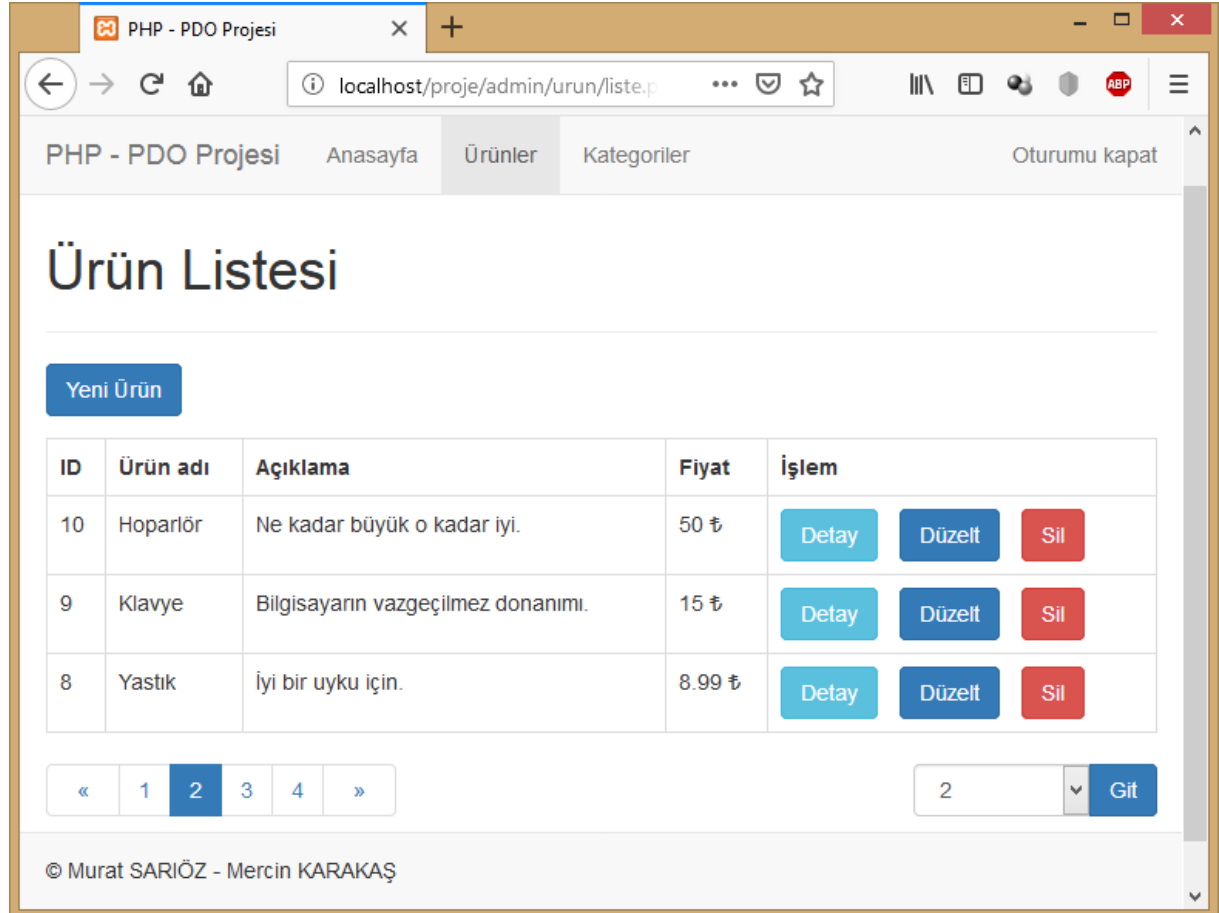 PHP - PDO Projesi
localhost/proje/admin/urun/liste.p
ABP
PHP - PDO Projesi Anasayfa Ürünler Kategoriler Oturumu kapat
Ürün Listesi
Yeni Ürün
ID Ürün adı Açıklama Fiyat İşlem
10 Hoparlör Ne kadar büyük o kadar iyi. 50 ₺ Detay Düzelt Sil
9 Klavye Bilgisayarın vazgeçilmez donanımı. 15 ₺ Detay Düzelt Sil
8 Yastık İyi bir uyku için. 8.99 ₺ Detay Düzelt Sil
« 1 2 3 4 » 2 Git
© Murat SARIÖZ - Mercin KARAKAŞ